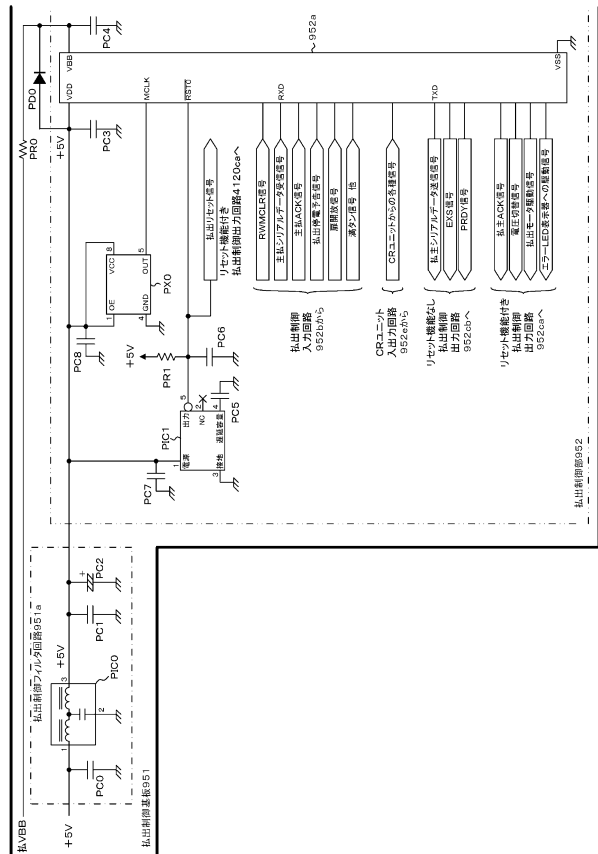 払VBB
+5V
払出制御基板951
払出制御フィルタ回路951a
PC0
1
3
2
PIC0
+5V
PC1
+
PC2
PC7
PIC1
1
電源
3
接地
5
出力
2
NC
4
遅延容量
PC5
PC6
PR1
+5V
PC8
1
OE
8
VCC
4
GND
5
OUT
PX0
PR0
PD0
+5V
PC3
PC4
VDD
VBB
MCLK
RST0
RXD
TXD
VSS
952a
払出リセット信号
リセット機能付き
払出制御出力回路4120caへ
RWMCLR信号
主払シリアルデータ受信信号
主払ACK信号
払出停電予告信号
扉開放信号
満タン信号 他
払出制御
入力回路
952bから
CRユニットからの各種信号
CRユニット
入出力回路
952eから
払主シリアルデータ送信信号
EXS信号
PRDY信号
リセット機能なし
払出制御
出力回路
952cbへ
払主ACK信号
電圧切替信号
払出モータ駆動信号
エラーLED表示器への駆動信号
リセット機能付き
払出制御
出力回路
952caへ
払出制御部952